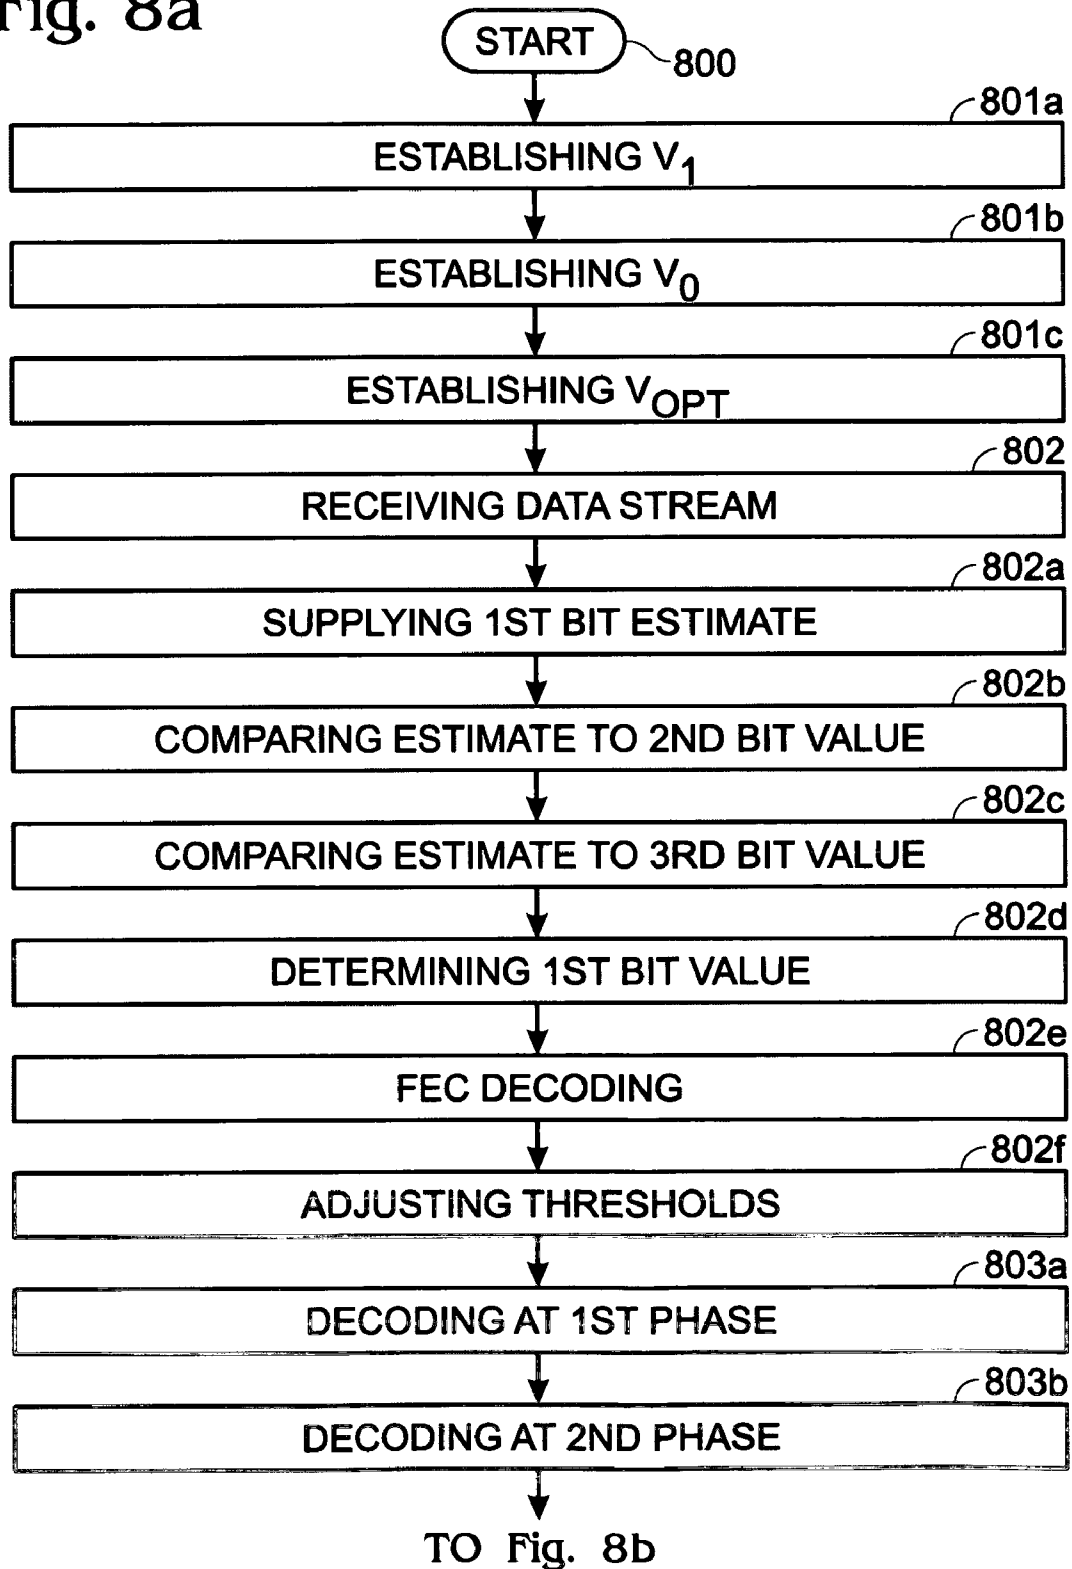 Fig. 8a
START
800
801a
ESTABLISHING V1
801b
ESTABLISHING V0
801c
ESTABLISHING VOPT
802
RECEIVING DATA STREAM
802a
SUPPLYING 1ST BIT ESTIMATE
802b
COMPARING ESTIMATE TO 2ND BIT VALUE
802c
COMPARING ESTIMATE TO 3RD BIT VALUE
802d
DETERMINING 1ST BIT VALUE
802e
FEC DECODING
802f
ADJUSTING THRESHOLDS
803a
DECODING AT 1ST PHASE
803b
DECODING AT 2ND PHASE
TO Fig. 8b